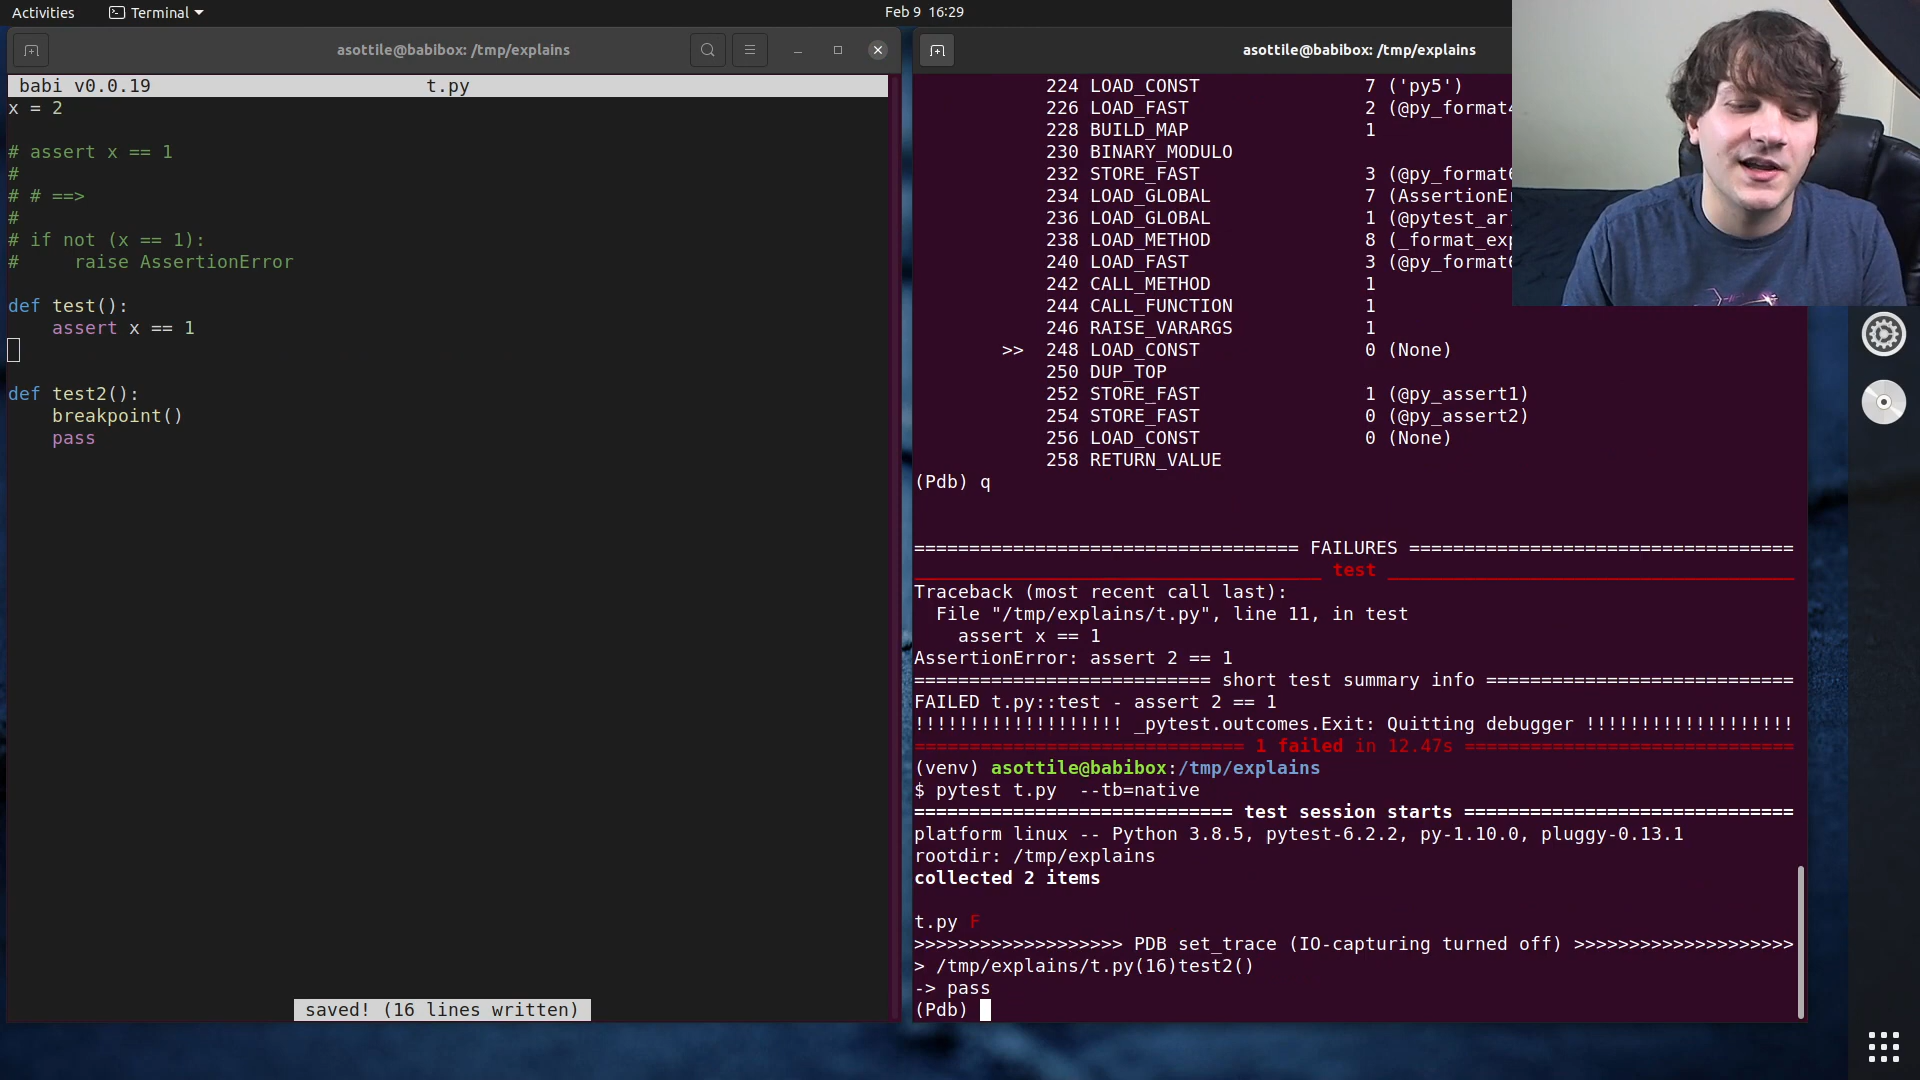 Activities
Terminal
Feb 9 16:29
asottile@babibox: /tmp/explains
babi v0.0.19 t.py
x = 2
# assert x == 1
#
# # ==>
#
# if not (x == 1):
#     raise AssertionError
def test():
    assert x == 1
def test2():
    breakpoint()
    pass
saved! (16 lines written)
asottile@babibox: /tmp/explains
224 LOAD_CONST 7 ('py5')
226 LOAD_FAST 2 (@py_format4
228 BUILD_MAP 1
230 BINARY_MODULO
232 STORE_FAST 3 (@py_format6
234 LOAD_GLOBAL 7 (AssertionEr
236 LOAD_GLOBAL 1 (@pytest_ar
238 LOAD_METHOD 8 (_format_exp
240 LOAD_FAST 3 (@py_format6
242 CALL_METHOD 1
244 CALL_FUNCTION 1
246 RAISE_VARARGS 1
>> 248 LOAD_CONST 0 (None)
250 DUP_TOP
252 STORE_FAST 1 (@py_assert1)
254 STORE_FAST 0 (@py_assert2)
256 LOAD_CONST 0 (None)
258 RETURN_VALUE
(Pdb) q
=================================== FAILURES ===================================
_____________________________________ test _____________________________________
Traceback (most recent call last):
  File "/tmp/explains/t.py", line 11, in test
    assert x == 1
AssertionError: assert 2 == 1
=========================== short test summary info ============================
FAILED t.py::test - assert 2 == 1
!!!!!!!!!!!!!!!!!!! _pytest.outcomes.Exit: Quitting debugger !!!!!!!!!!!!!!!!!!!
============================== 1 failed in 12.47s ==============================
(venv) asottile@babibox:/tmp/explains
$ pytest t.py  --tb=native
============================= test session starts ==============================
platform linux -- Python 3.8.5, pytest-6.2.2, py-1.10.0, pluggy-0.13.1
rootdir: /tmp/explains
collected 2 items
t.py F
>>>>>>>>>>>>>>>>>>> PDB set_trace (IO-capturing turned off) >>>>>>>>>>>>>>>>>>>>
> /tmp/explains/t.py(16)test2()
-> pass
(Pdb)